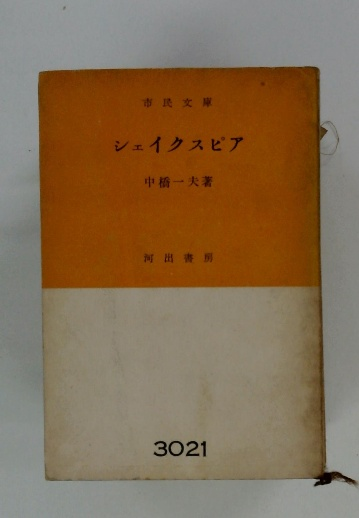 市民文庫
シェイクスピア
中橋一夫著
河出書房
3021